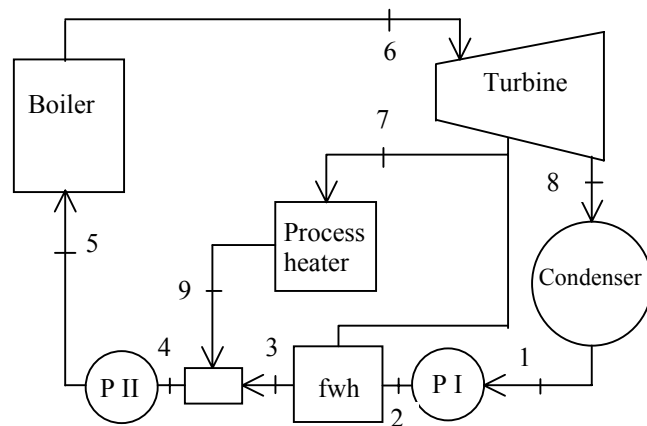 6
Turbine
Boiler
7
8
Process
heater
5
Condenser
9
4
3
1
P II
fwh
P I
2